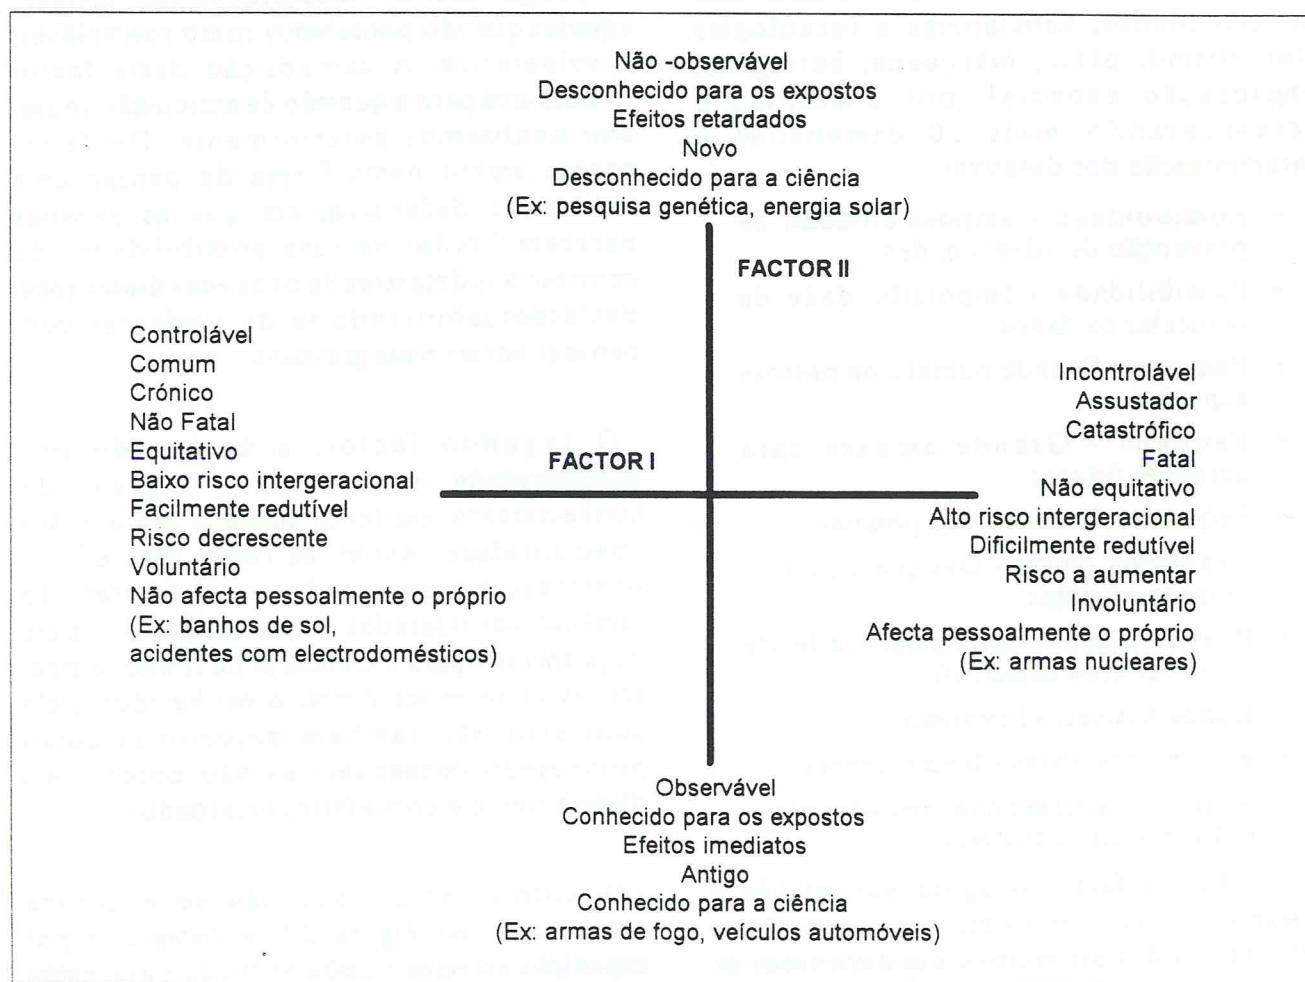 Não -observável
Desconhecido para os expostos
Efeitos retardados
Novo
Desconhecido para a ciência
(Ex: pesquisa genética, energia solar)
FACTOR II
Controlável
Comum
Crónico
Não Fatal
Equitativo
Baixo risco intergeracional
Facilmente redutível
Risco decrescente
Voluntário
Não afecta pessoalmente o próprio
(Ex: banhos de sol,
acidentes com electrodomésticos)
FACTOR I
Incontrolável
Assustador
Catastrófico
Fatal
Não equitativo
Alto risco intergeracional
Dificilmente redutível
Risco a aumentar
Involuntário
Afecta pessoalmente o próprio
(Ex: armas nucleares)
Observável
Conhecido para os expostos
Efeitos imediatos
Antigo
Conhecido para a ciência
(Ex: armas de fogo, veículos automóveis)